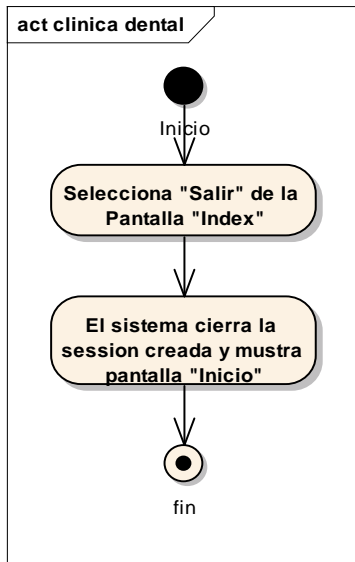 act clinica dental
Inicio
Selecciona "Salir" de la
Pantalla "Index"
El sistema cierra la
session creada y mustra
pantalla "Inicio"
fin